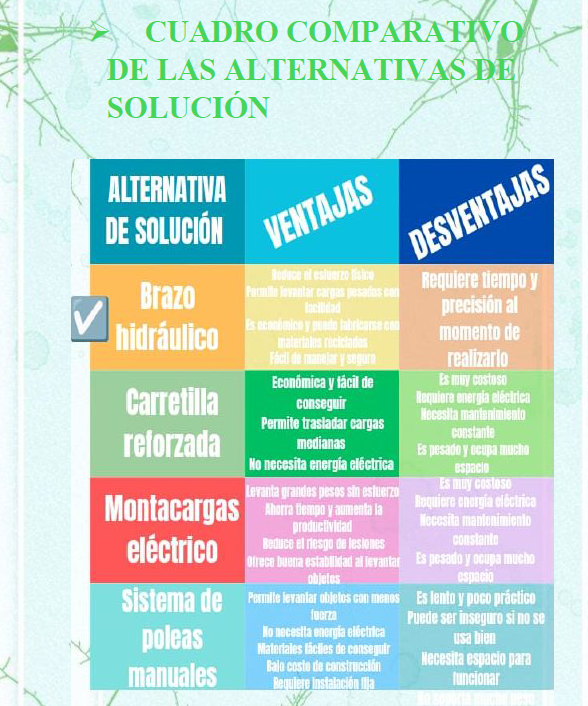 CUADRO COMPARATIVO
DE LAS ALTERNATIVAS DE
SOLUCIÓN
ALTERNATIVA
DE SOLUCIÓN
VENTAJAS
DESVENTAJAS
Brazo
hidráulico
Reduce el esfuerzo físico
Permite levantar cargas pesadas con
facilidad
Es económico y puede fabricarse con
materiales reciclados
Fácil de manejar y seguro
Requiere tiempo y
precisión al
momento de
realizarlo
Carretilla
reforzada
Económica y fácil de
conseguir
Permite trasladar cargas
medianas
No necesita energía eléctrica
Es muy costoso
Requiere energía eléctrica
Necesita mantenimiento
constante
Es pesado y ocupa mucho
espacio
Montacargas
eléctrico
Levanta grandes pesos sin esfuerzo
Ahorra tiempo y aumenta la
productividad
Reduce el riesgo de lesiones
Ofrece buena estabilidad al levantar
objetos
Es muy costoso
Requiere energía eléctrica
Necesita mantenimiento
constante
Es pesado y ocupa mucho
espacio
Sistema de
poleas
manuales
Permite levantar objetos con menos
fuerza
No necesita energía eléctrica
Materiales fáciles de conseguir
Bajo costo de construcción
Requiere instalación fija
Es lento y poco práctico
Puede ser inseguro si no se
usa bien
Necesita espacio para
funcionar